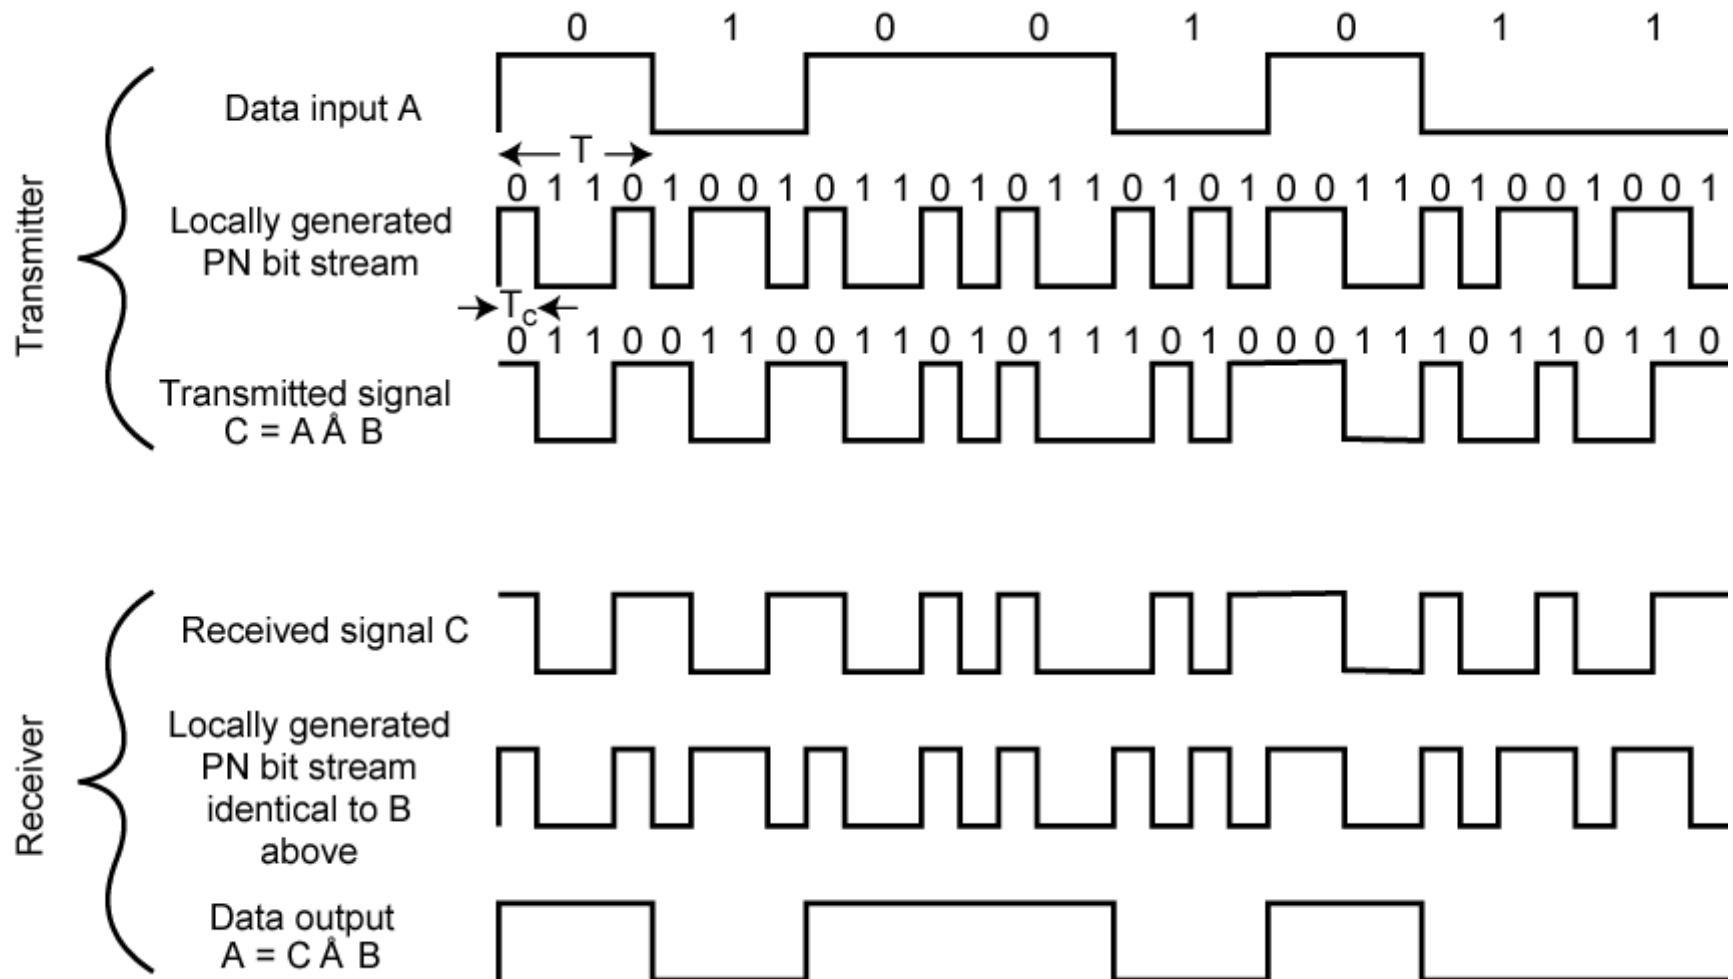 0 1 0 0 1 0 1 1
Transmitter
Data input A
T
0 1 1 0 1 0 0 1 0 1 1 0 1 0 1 1 0 1 0 1 0 0 1 1 0 1 0 0 1 0 0 1
Locally generated
PN bit stream
Tc
0 1 1 0 0 1 1 0 0 1 1 0 1 0 1 1 1 0 1 0 0 0 1 1 1 0 1 1 0 1 1 0
Transmitted signal
C = A Å B
Receiver
Received signal C
Locally generated
PN bit stream
identical to B
above
Data output
A = C Å B